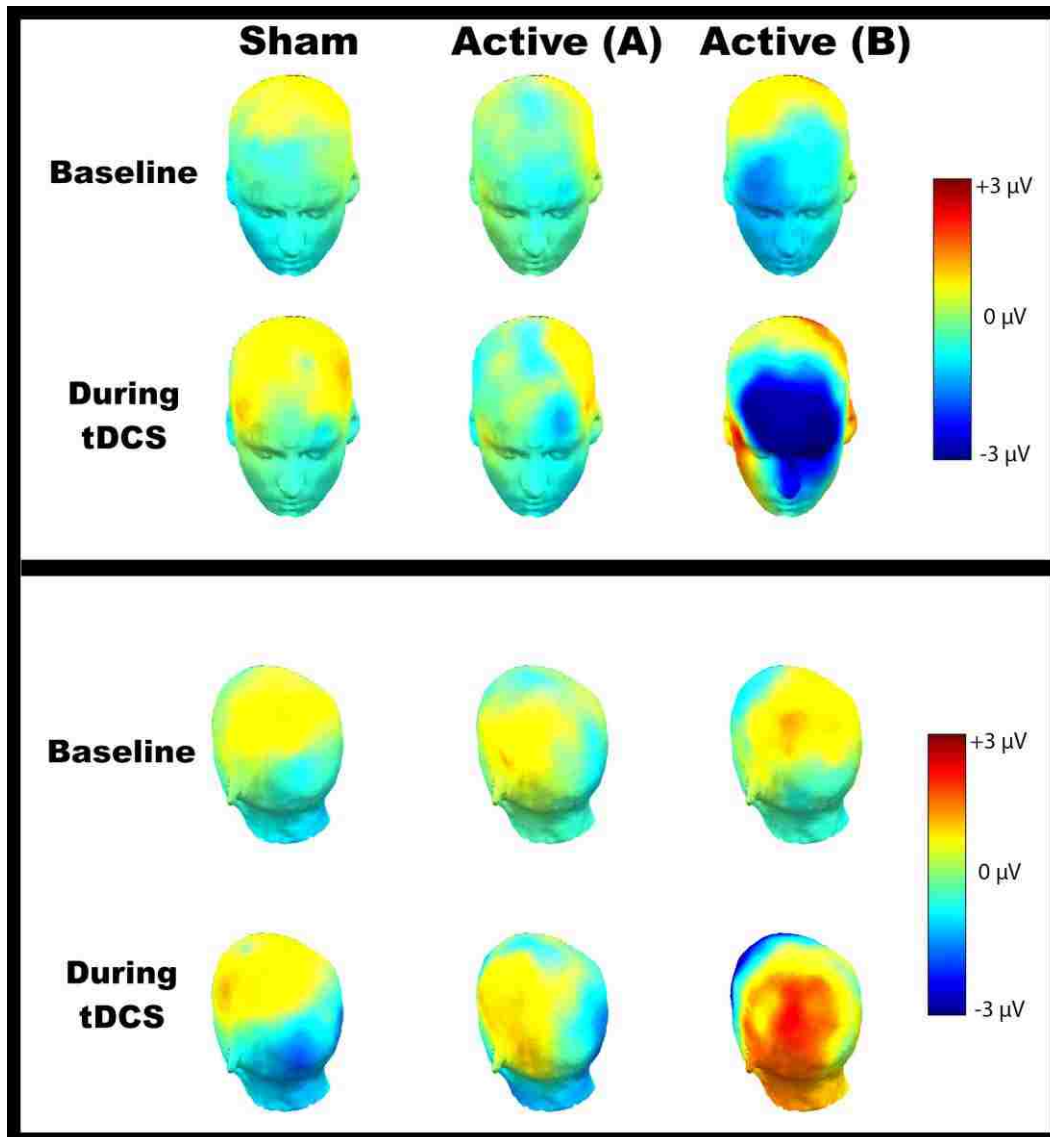 Sham Active (A) Active (B)
Baseline
+3 µV
0 µV
During
tDCS
-3 µV
Baseline
+3 µV
0 µV
During
tDCS
-3 µV